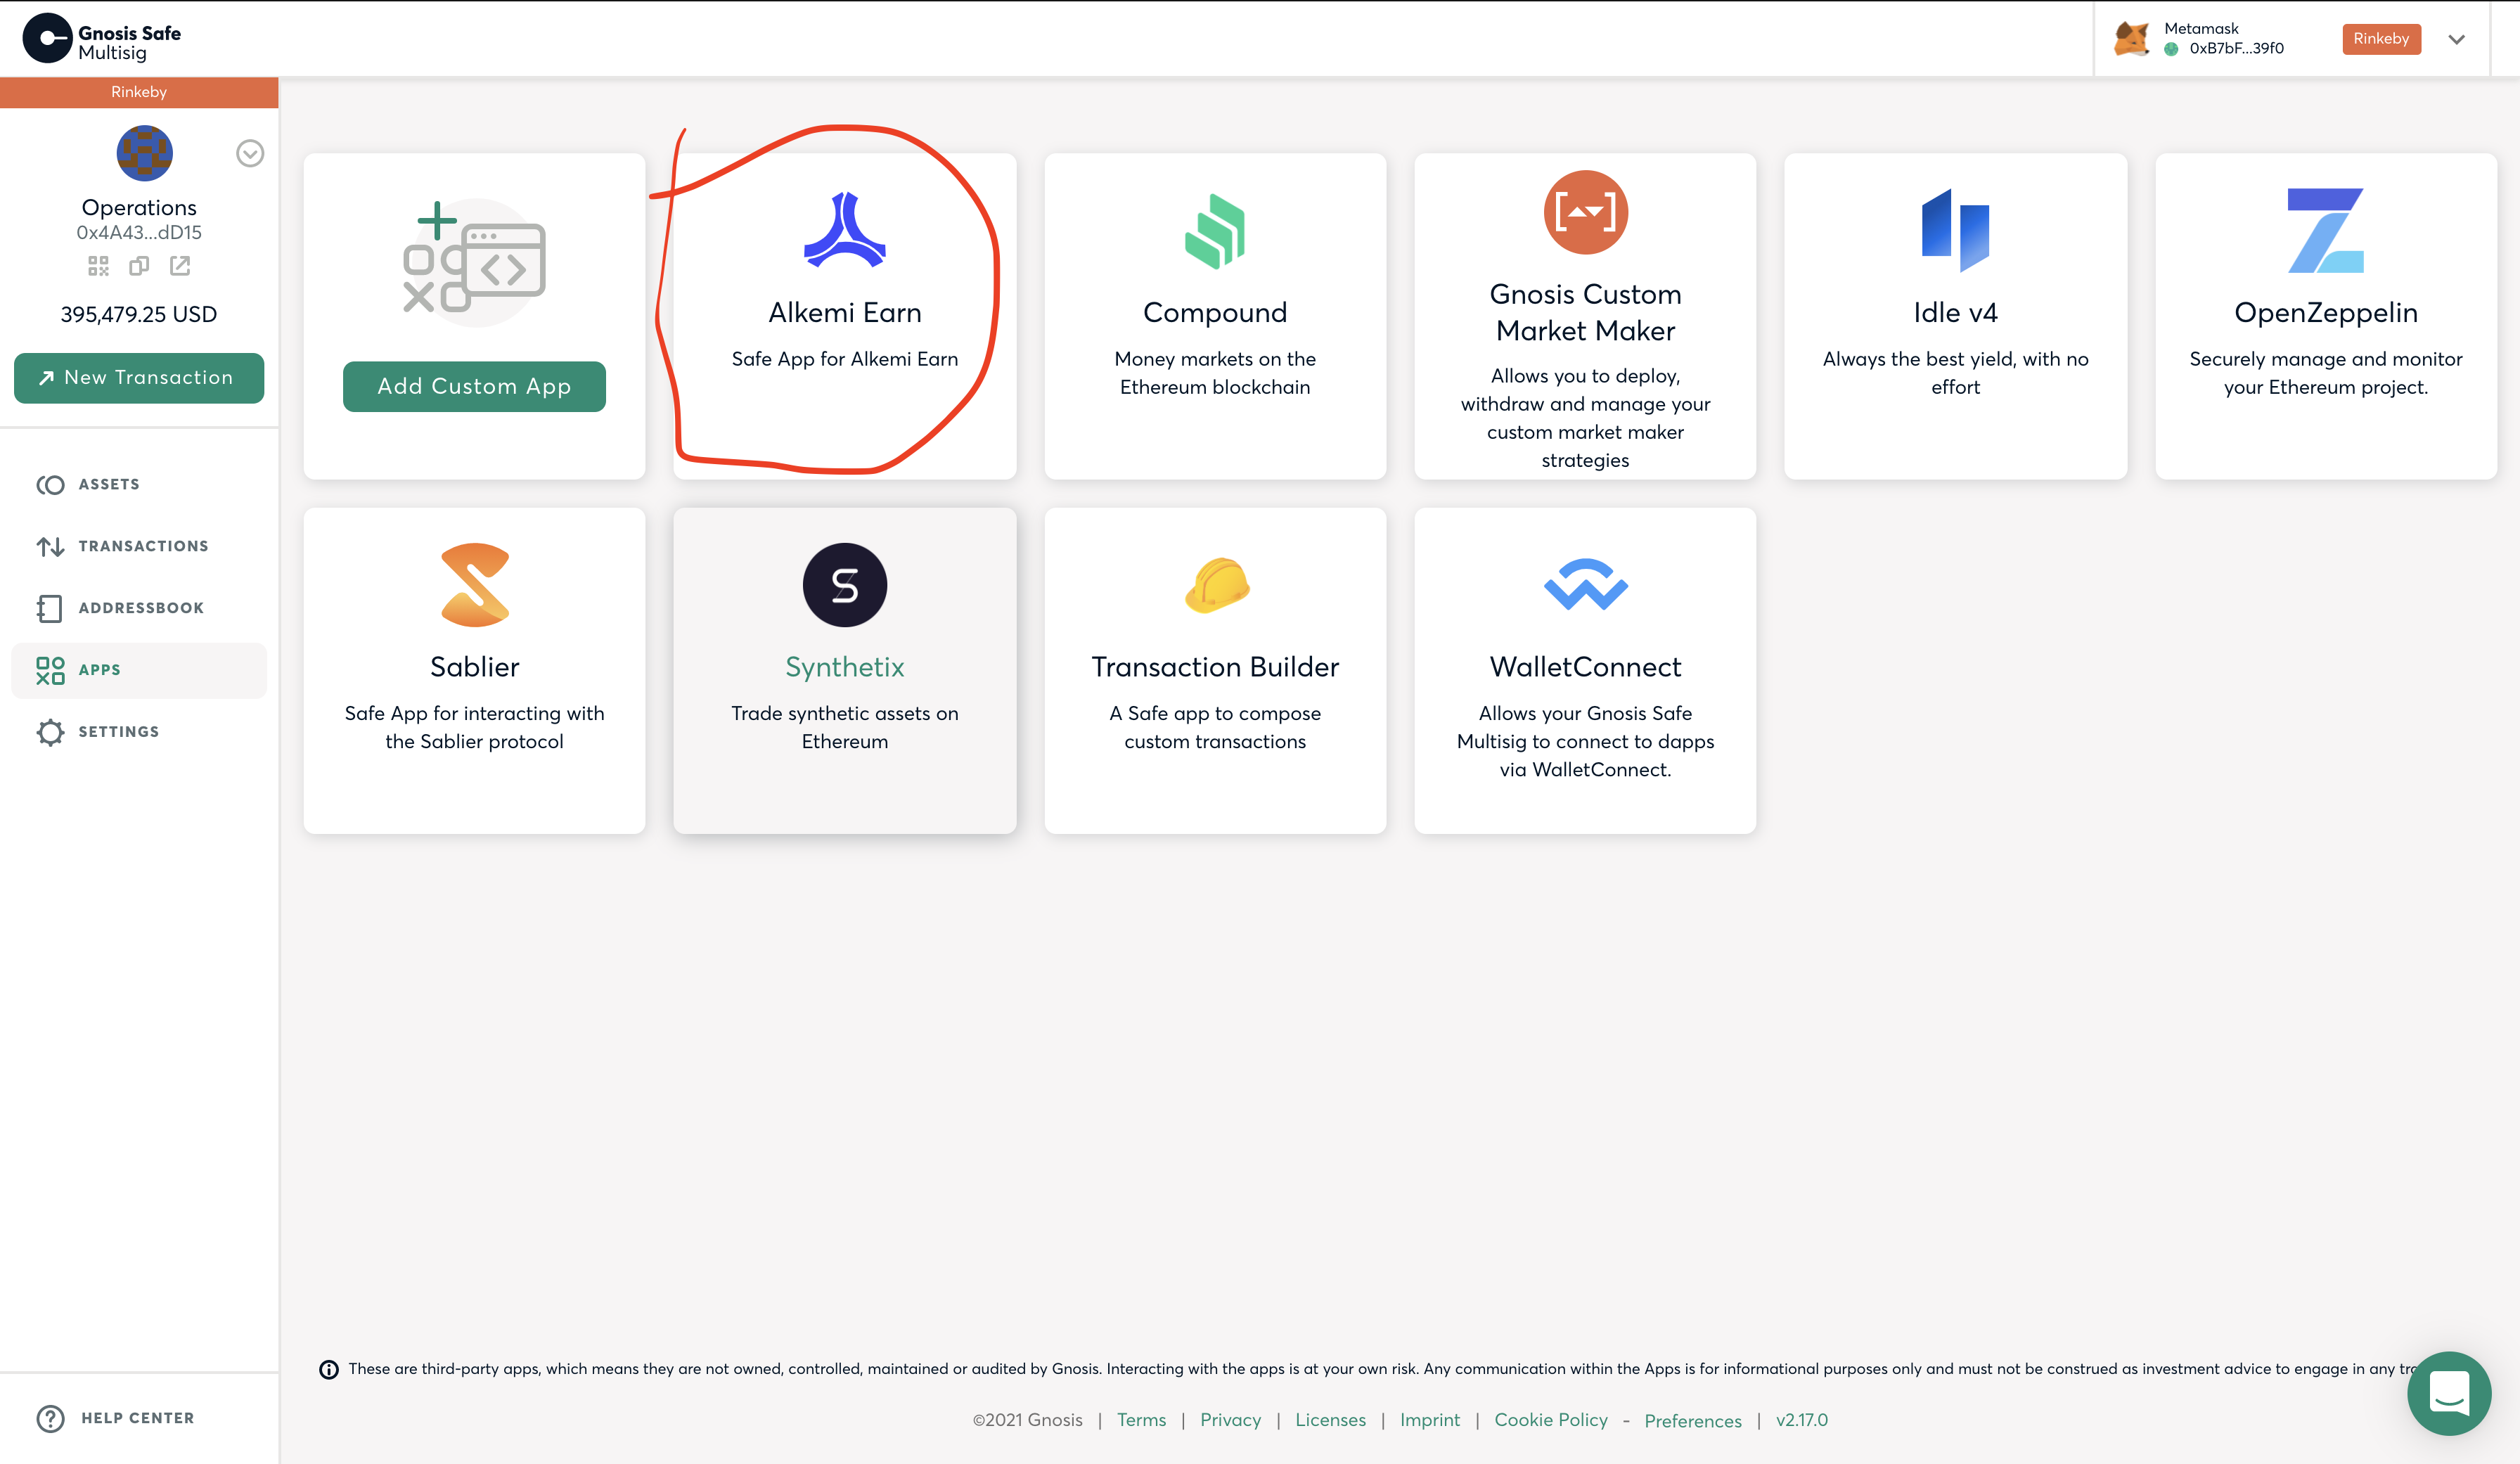 Gnosis Safe
Multisig
Metamask
0xB7bF...39f0
Rinkeby
Rinkeby
Operations
0x4A43...dD15
395,479.25 USD
New Transaction
ASSETS
TRANSACTIONS
ADDRESSBOOK
APPS
SETTINGS
HELP CENTER
Add Custom App
Alkemi Earn
Safe App for Alkemi Earn
Compound
Money markets on the
Ethereum blockchain
Gnosis Custom
Market Maker
Allows you to deploy,
withdraw and manage your
custom market maker
strategies
Idle v4
Always the best yield, with no
effort
OpenZeppelin
Securely manage and monitor
your Ethereum project.
Sablier
Safe App for interacting with
the Sablier protocol
Synthetix
Trade synthetic assets on
Ethereum
Transaction Builder
A Safe app to compose
custom transactions
WalletConnect
Allows your Gnosis Safe
Multisig to connect to dapps
via WalletConnect.
These are third-party apps, which means they are not owned, controlled, maintained or audited by Gnosis. Interacting with the apps is at your own risk. Any communication within the Apps is for informational purposes only and must not be construed as investment advice to engage in any
©2021 Gnosis | Terms | Privacy | Licenses | Imprint | Cookie Policy - Preferences | v2.17.0